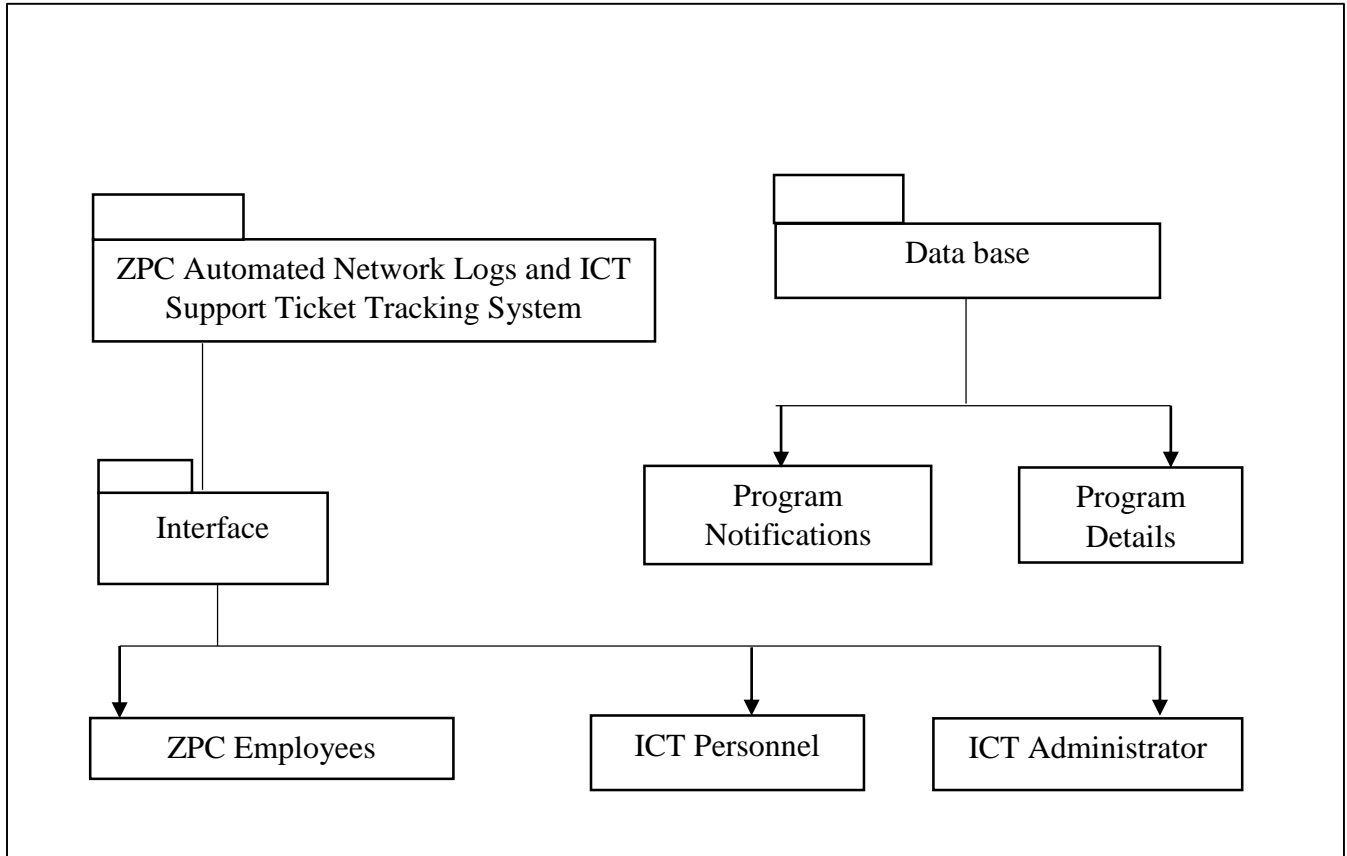 ZPC Automated Network Logs and ICT
Support Ticket Tracking System
Data base
Interface
Program
Notifications
Program
Details
ZPC Employees
ICT Personnel
ICT Administrator